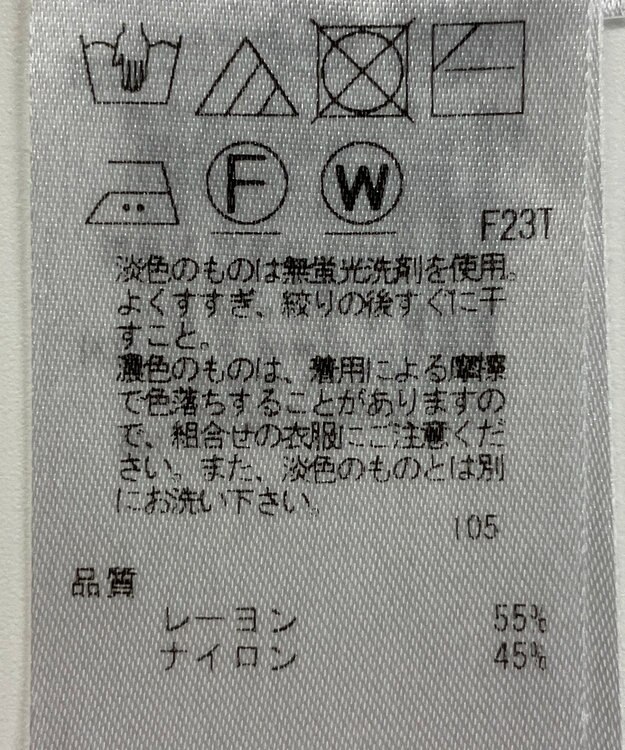 F W
F23T
淡色のものは無蛍光洗剤を使用。
よくすすぎ、絞りの後すぐに干
すこと。
濃色のものは、着用による摩擦
で色落ちすることがありますの
で、組合せの衣服にご注意くだ
さい。また、淡色のものとは別
にお洗い下さい。
105
品質
レーヨン 55%
ナイロン 45%